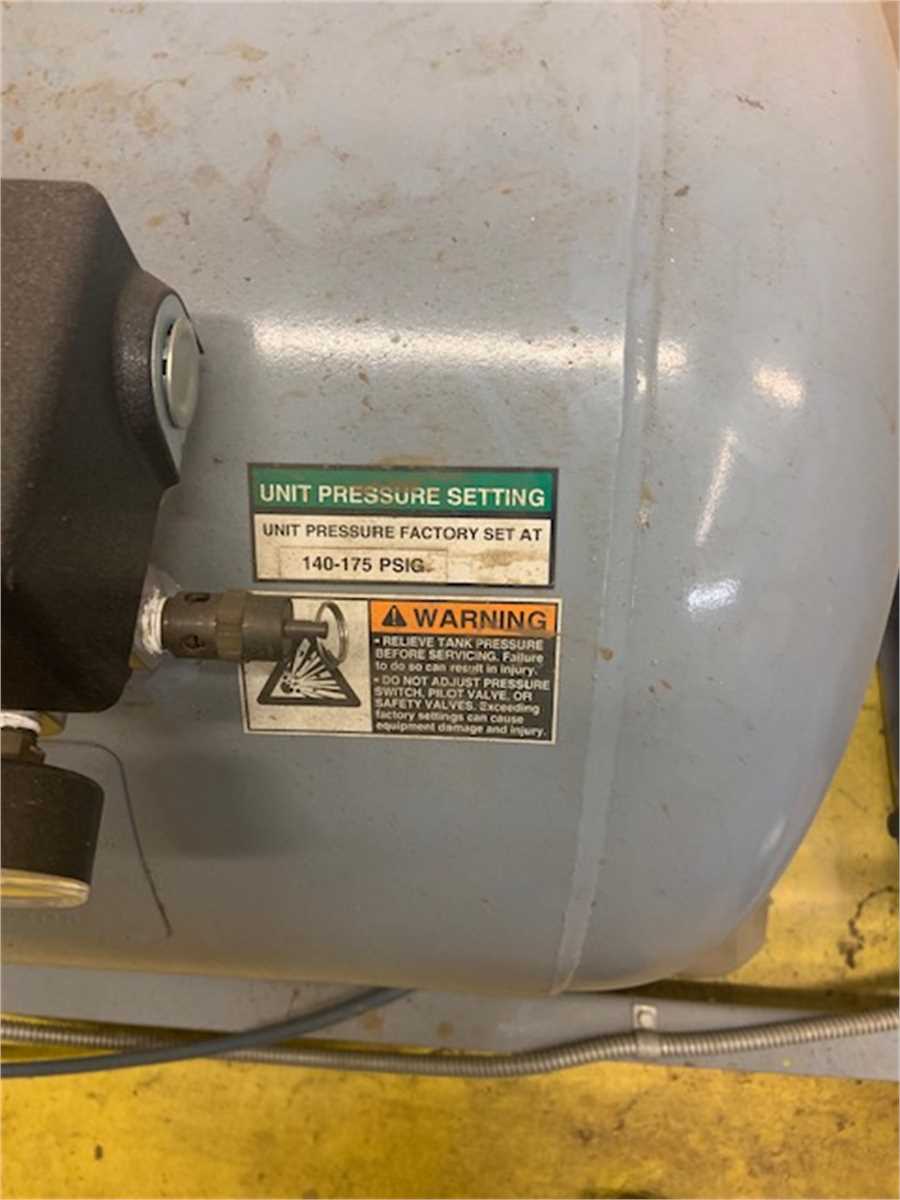 UNIT PRESSURE SETTING
UNIT PRESSURE FACTORY SET AT
140-175 PSIG
WARNING
• RELIEVE TANK PRESSURE
BEFORE SERVICING. Failure
to do so can result in injury.
• DO NOT ADJUST PRESSURE
SWITCH, PILOT VALVE, OR
SAFETY VALVES. Exceeding
factory settings can cause
equipment damage and injury.